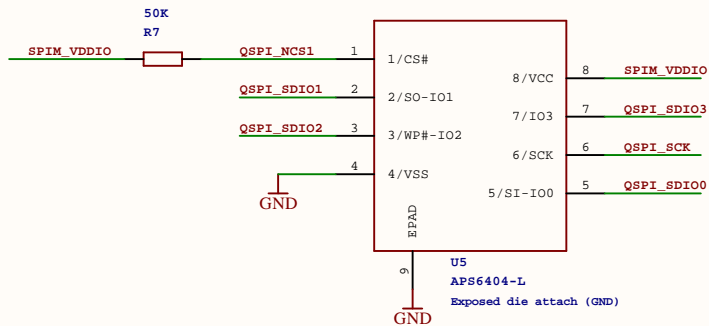 50K
R7
SPIM_VDDIO
QSPI_NCS1
1
1/CS#
8/VCC
8
SPIM_VDDIO
QSPI_SDIO1
2
2/SO-IO1
7/IO3
7
QSPI_SDIO3
QSPI_SDIO2
3
3/WP#-IO2
6/SCK
6
QSPI_SCK
4
4/VSS
GND
5/SI-IO0
5
QSPI_SDIO0
EPAD
9
GND
U5
APS6404-L
Exposed die attach (GND)